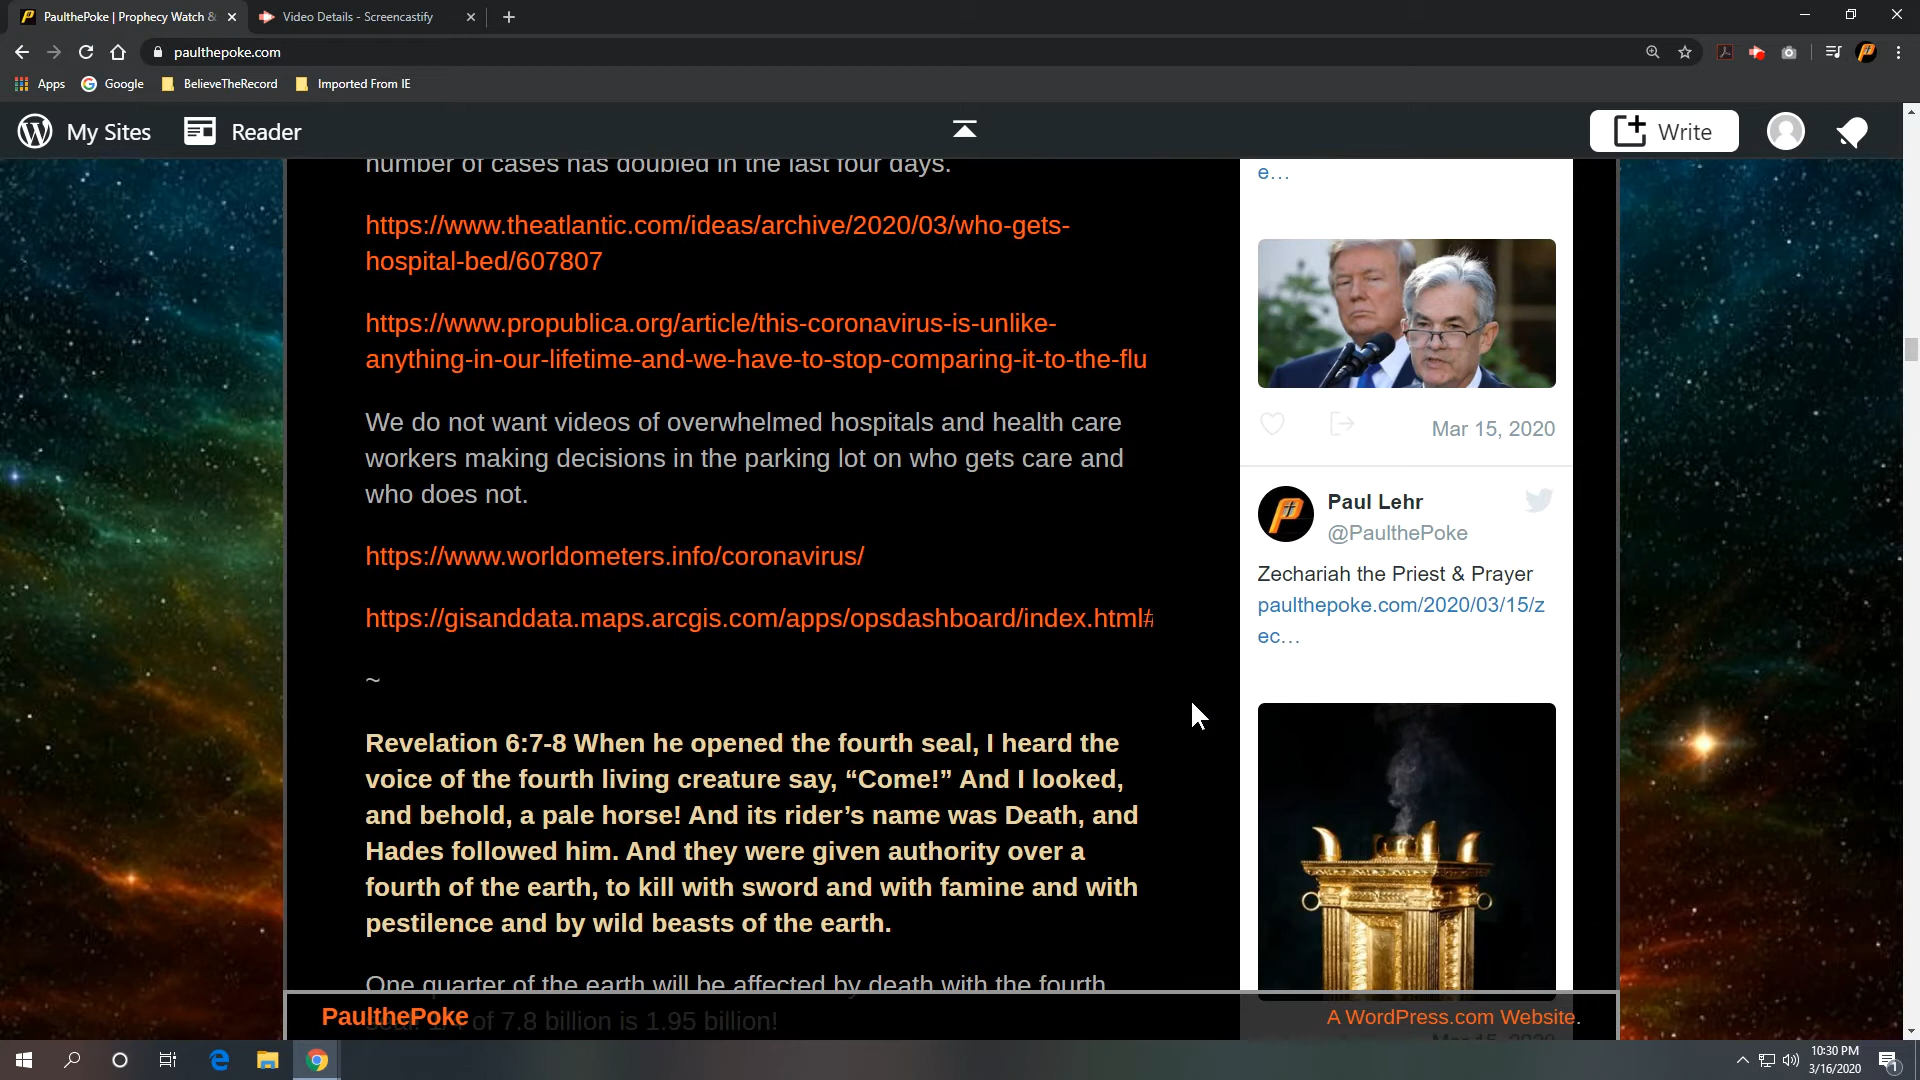 PaulthePoke | Prophecy Watch &
Video Details - Screencastify
paulthepoke.com
Apps
Google
BelieveTheRecord
Imported From IE
My Sites
Reader
Write
number of cases has doubled in the last four days.
https://www.theatlantic.com/ideas/archive/2020/03/who-gets-
hospital-bed/607807
https://www.propublica.org/article/this-coronavirus-is-unlike-
anything-in-our-lifetime-and-we-have-to-stop-comparing-it-to-the-flu
We do not want videos of overwhelmed hospitals and health care
workers making decisions in the parking lot on who gets care and
who does not.
https://www.worldometers.info/coronavirus/
https://gisanddata.maps.arcgis.com/apps/opsdashboard/index.html#
~
Revelation 6:7-8 When he opened the fourth seal, I heard the
voice of the fourth living creature say, “Come!” And I looked,
and behold, a pale horse! And its rider’s name was Death, and
Hades followed him. And they were given authority over a
fourth of the earth, to kill with sword and with famine and with
pestilence and by wild beasts of the earth.
One quarter of the earth will be affected by death with the fourth
seal. 1/4 of 7.8 billion is 1.95 billion!
e…
Mar 15, 2020
Paul Lehr
@PaulthePoke
Zechariah the Priest & Prayer
paulthepoke.com/2020/03/15/z
ec…
Mar 15, 2020
PaulthePoke
A WordPress.com Website.
10:30 PM
3/16/2020
1